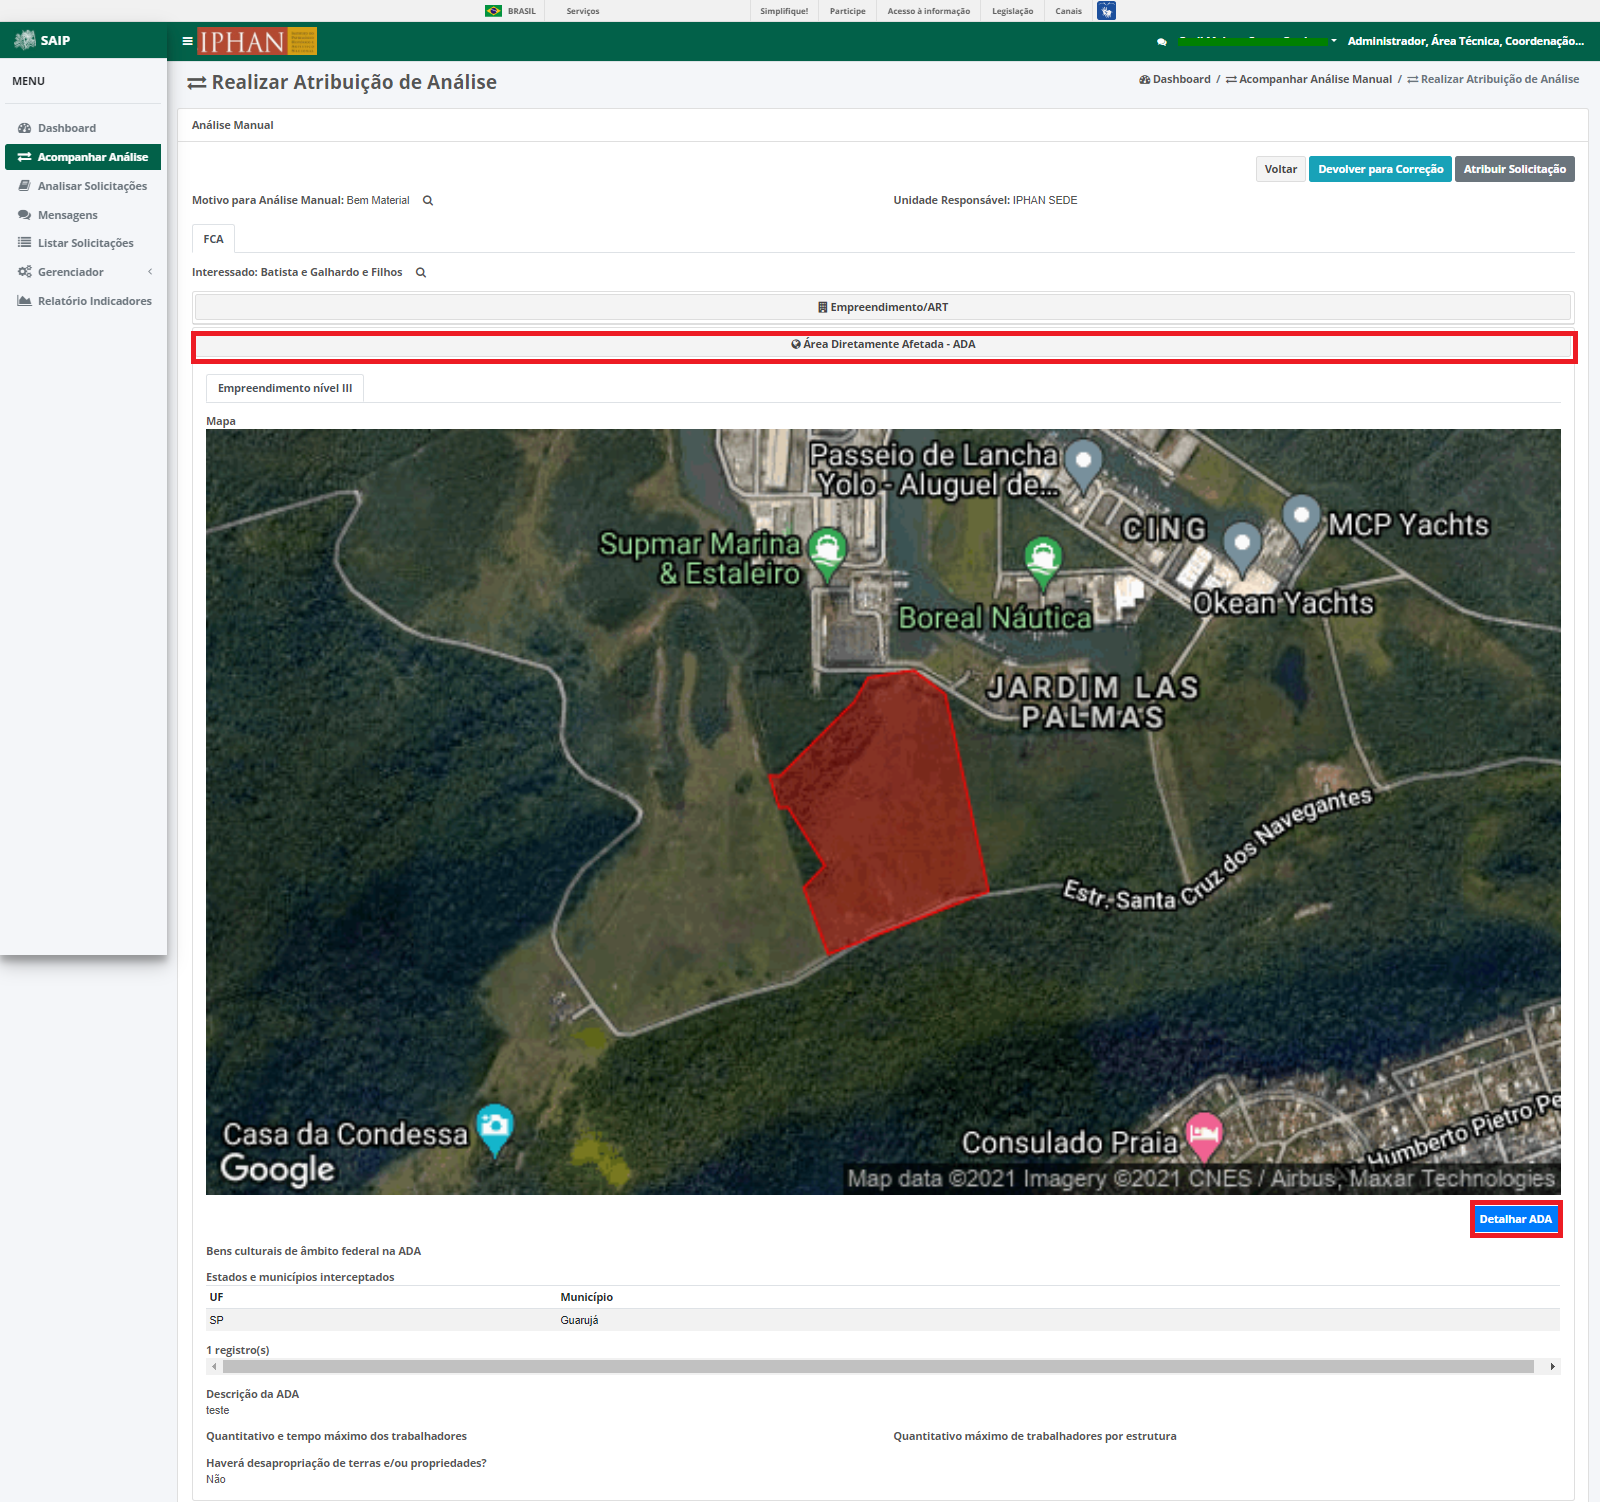 BRASIL Serviços Simplifique! Participe Acesso à informação Legislação Canais
SAIP
IPHAN
Administrador, Área Técnica, Coordenação...
MENU
Dashboard
Acompanhar Análise
Analisar Solicitações
Mensagens
Listar Solicitações
Gerenciador
Relatório Indicadores
Realizar Atribuição de Análise
Dashboard / Acompanhar Análise Manual / Realizar Atribuição de Análise
Análise Manual
Voltar Devolver para Correção Atribuir Solicitação
Motivo para Análise Manual: Bem Material
Unidade Responsável: IPHAN SEDE
FCA
Interessado: Batista e Galhardo e Filhos
Empreendimento/ART
Área Diretamente Afetada - ADA
Empreendimento nível III
Mapa
Passeio de Lancha
Yolo - Aluguel de...
CING
MCP Yachts
Supmar Marina
& Estaleiro
Okean Yachts
Boreal Náutica
JARDIM LAS
PALMAS
Estr. Santa Cruz dos Navegantes
Casa da Condessa
Consulado Praia
Humberto Pietro Pe
Google
Map data ©2021 Imagery ©2021 CNES / Airbus, Maxar Technologies
Detalhar ADA
Bens culturais de âmbito federal na ADA
Estados e municípios interceptados
UF Município
SP Guarujá
1 registro(s)
Descrição da ADA
teste
Quantitativo e tempo máximo dos trabalhadores
Quantitativo máximo de trabalhadores por estrutura
Haverá desapropriação de terras e/ou propriedades?
Não